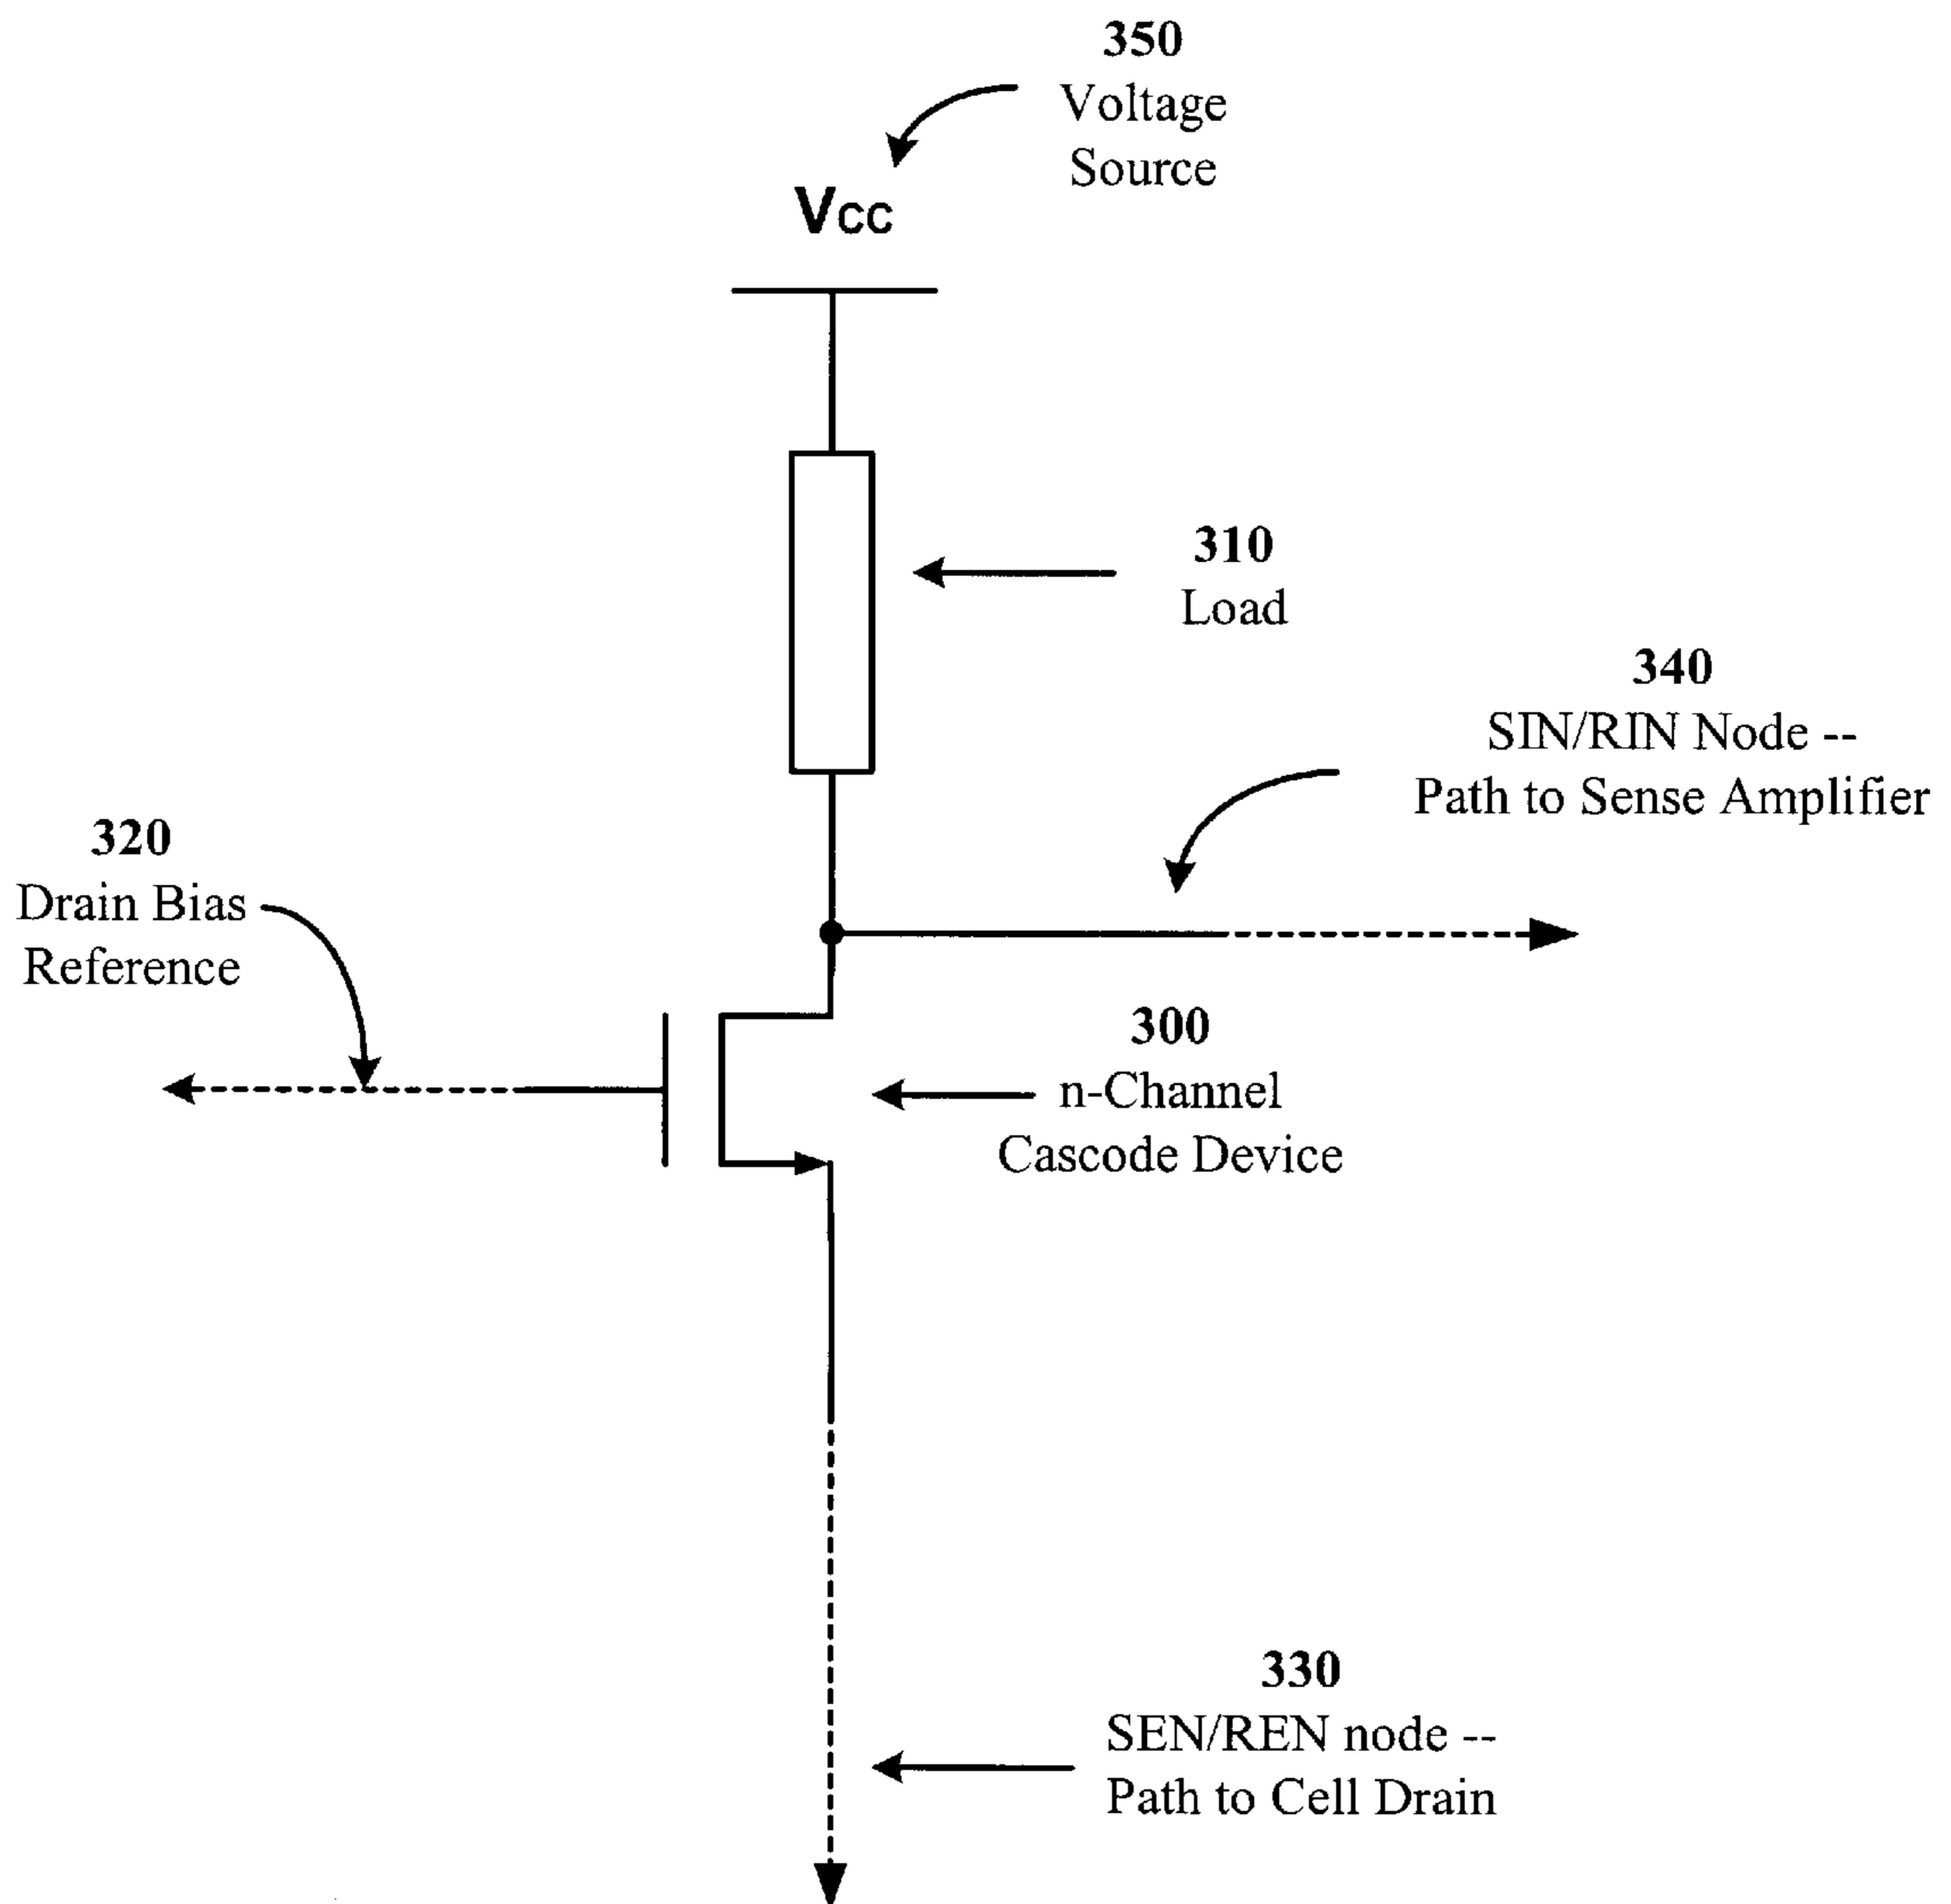 350
Voltage
Source
Vcc
310
Load
340
SIN/RIN Node --
Path to Sense Amplifier
320
Drain Bias
Reference
300
n-Channel
Cascode Device
330
SEN/REN node --
Path to Cell Drain